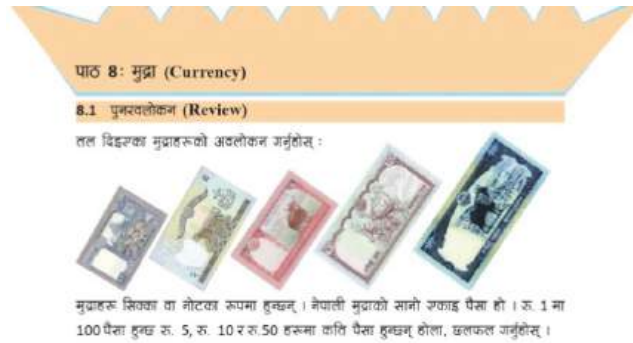 पाठ 8: मुद्रा (Currency)
8.1 पुनरवलोकन (Review)
तल दिइएका मुद्राहरूको अवलोकन गर्नुहोस् :
मुद्राहरू सिक्का वा नोटका रूपमा हुन्छन् । नेपाली मुद्राको सानो एकाइ पैसा हो । रु. 1 मा
100 पैसा हुन्छ रु. 5, रु. 10 र रु.50 हरूमा कति पैसा हुन्छन् होला, छलफल गर्नुहोस् ।